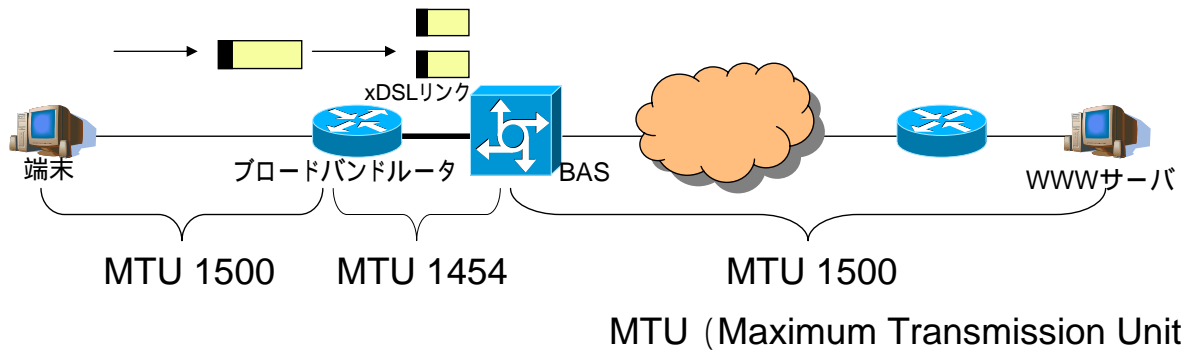 xDSLリンク
端末
ブロードバンドルータ
BAS
WWWサーバ
MTU 1500
MTU 1454
MTU 1500
MTU（Maximum Transmission Unit